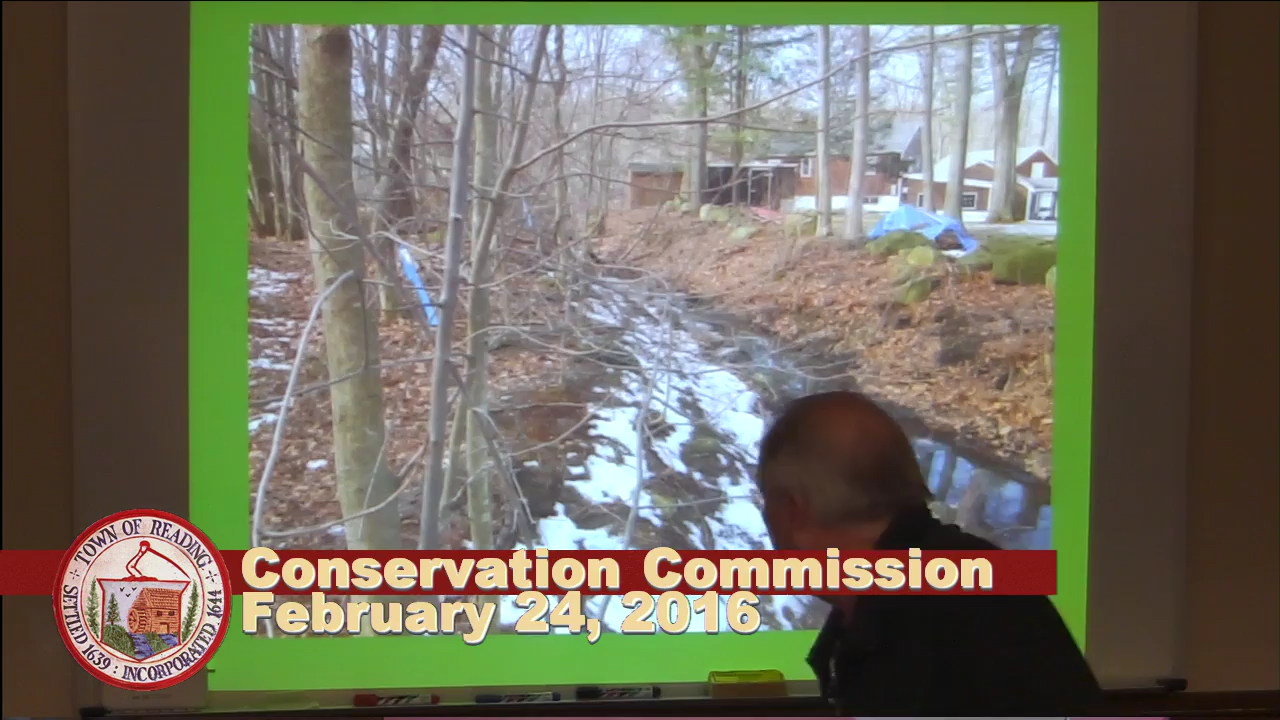 Conservation Commission
February 24, 2016
TOWN OF READING
SETTLED 1639 : INCORPORATED 1644